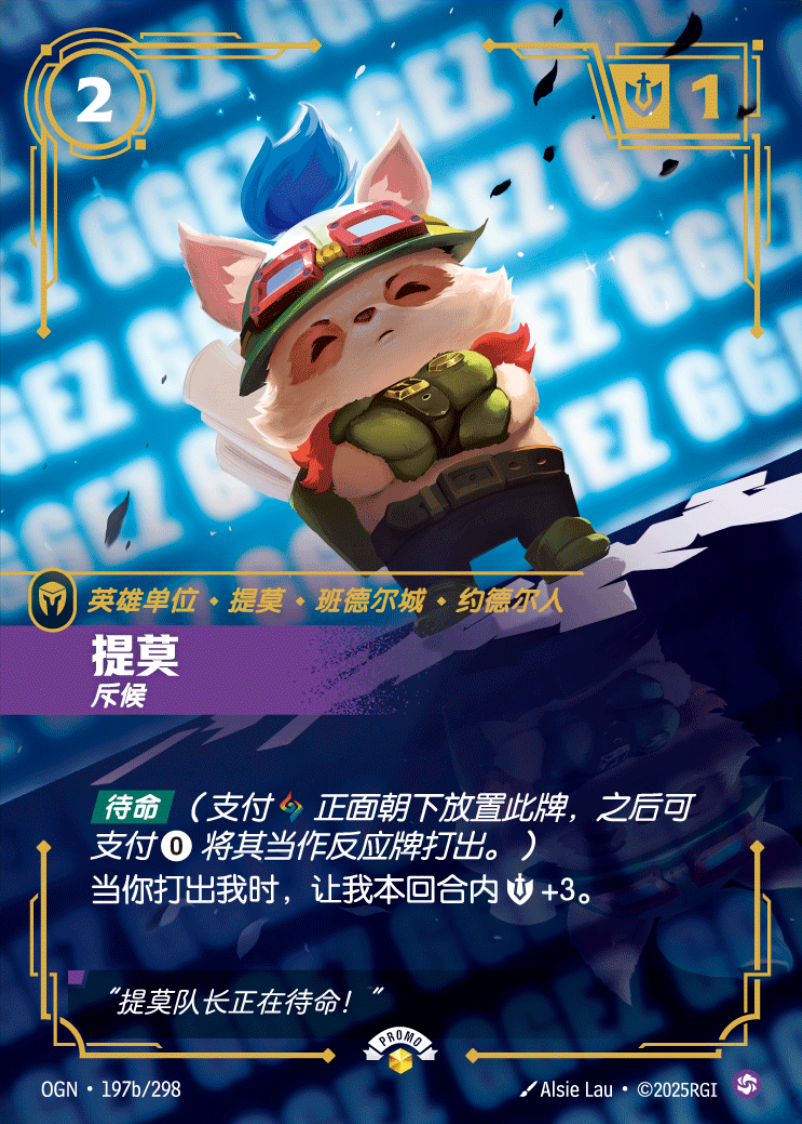 2
1
GGEZ GGEZ
英雄单位 • 提莫 • 班德尔城 • 约德尔人
提莫
斥候
待命 （支付 正面朝下放置此牌，之后可
支付 0 将其当作反应牌打出。）
当你打出我时，让我本回合内 +3。
“提莫队长正在待命！”
PROMO
OGN • 197b/298
Alsie Lau • ©2025RGI